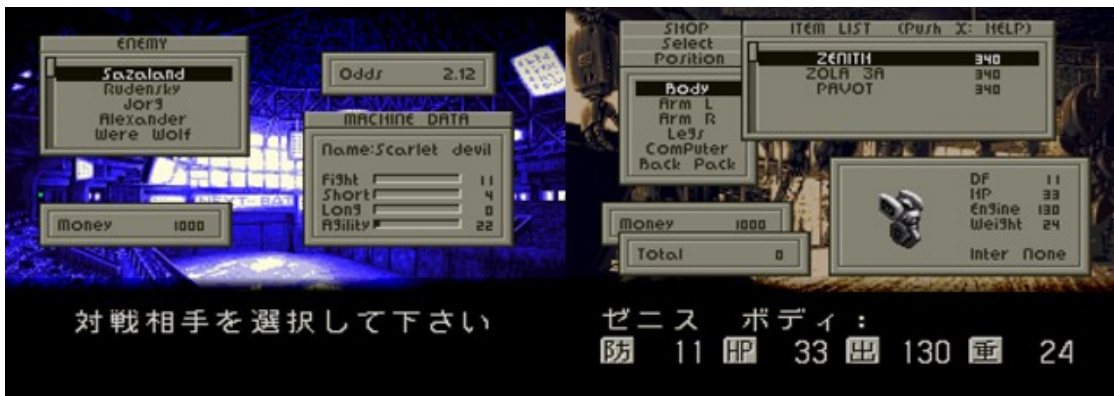 ENEMY
Sazaland
Rudensky
Jorg
Alexander
Were Wolf
Odds 2.12
MACHINE DATA
Name:Scarlet devil
Fight 11
Short 4
Long 0
Agility 22
NEXT BAT
Money 1000
対戦相手を選択して下さい
SHOP
Select
Position
Body
Arm L
Arm R
Legs
Computer
Back Pack
ITEM LIST (Push X: HELP)
ZENITH 340
ZOLA 3A 340
PAVOT 340
Money 1000
Total 0
DF 11
HP 33
Engine 130
Weight 24
Inter None
ゼニス ボディ:
防 11 HP 33 出 130 重 24